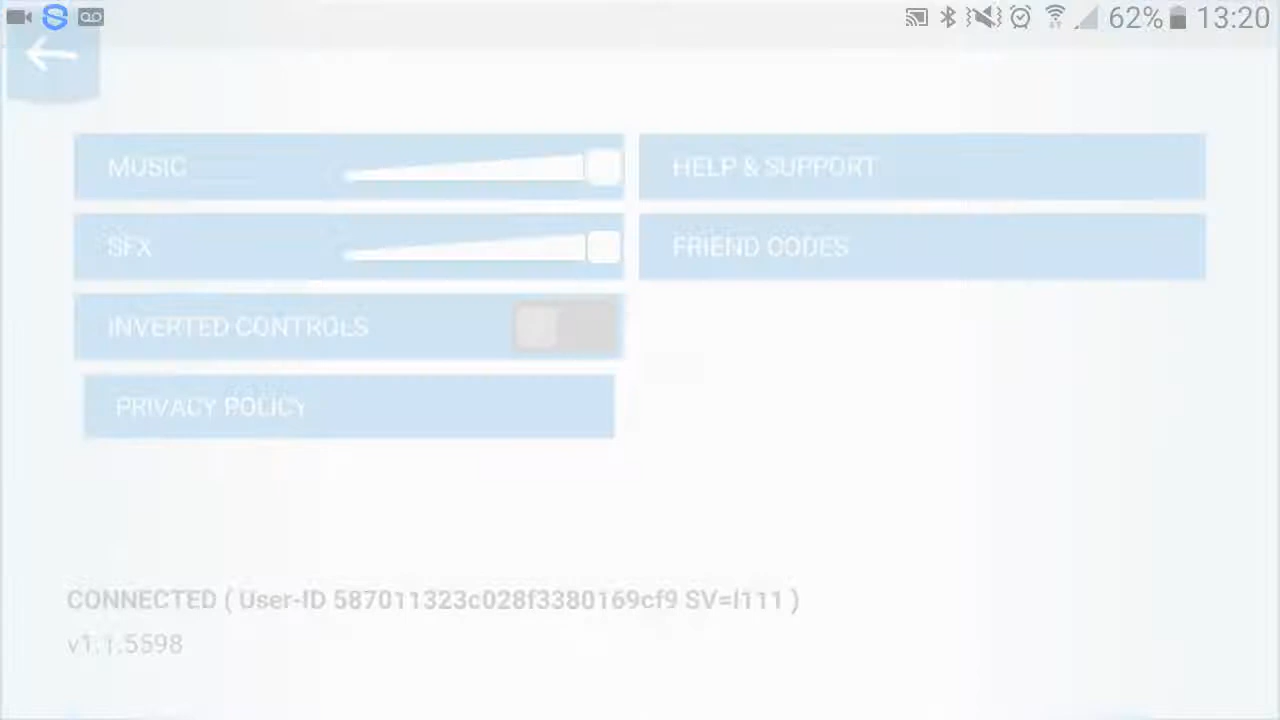 62% 13:20
MUSIC
HELP & SUPPORT
SFX
FRIEND CODES
INVERTED CONTROLS
PRIVACY POLICY
CONNECTED ( User-ID 587011323c028f3380169cf9 SV=l111 )
v1.1.5598